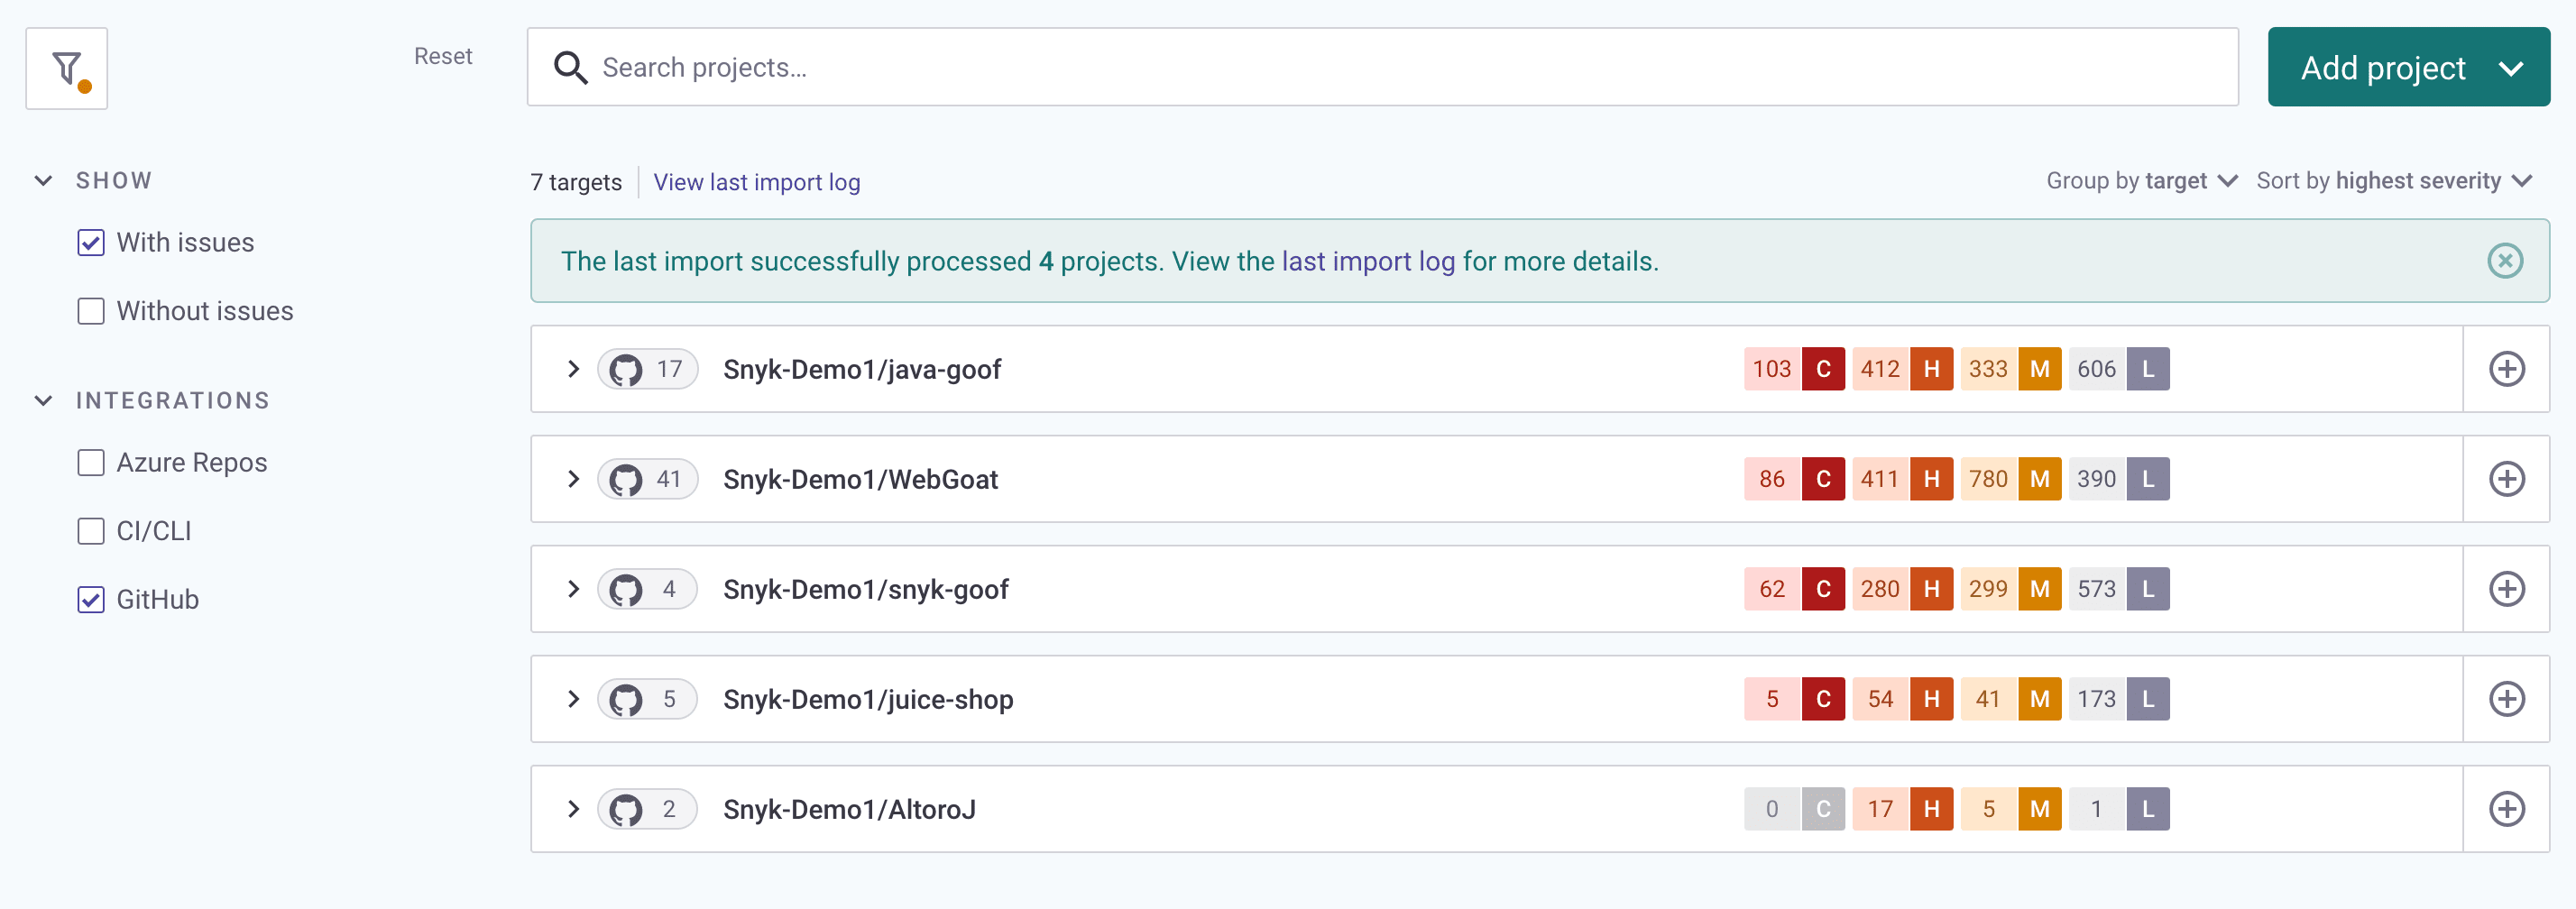 Reset
Search projects...
Add project
SHOW
With issues
Without issues
INTEGRATIONS
Azure Repos
CI/CLI
GitHub
7 targets
View last import log
Group by target
Sort by highest severity
The last import successfully processed 4 projects. View the last import log for more details.
17 Snyk-Demo1/java-goof 103 C 412 H 333 M 606 L
41 Snyk-Demo1/WebGoat 86 C 411 H 780 M 390 L
4 Snyk-Demo1/snyk-goof 62 C 280 H 299 M 573 L
5 Snyk-Demo1/juice-shop 5 C 54 H 41 M 173 L
2 Snyk-Demo1/AltoroJ 0 C 17 H 5 M 1 L